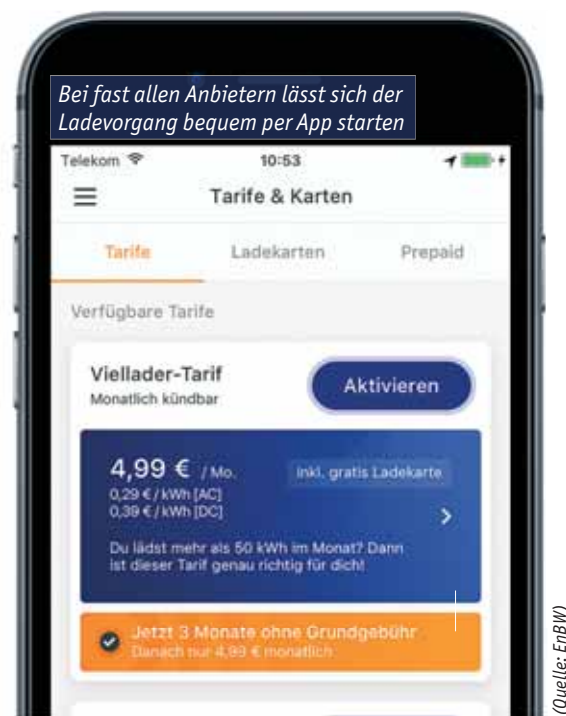 Bei fast allen Anbietern lässt sich der
Ladevorgang bequem per App starten
Telekom 10:53
Tarife & Karten
Tarife Ladekarten Prepaid
Verfügbare Tarife
Viellader-Tarif
Monatlich kündbar
Aktivieren
4,99 € / Mo.
inkl. gratis Ladekarte
0,29 € / kWh [AC]
0,39 € / kWh [DC]
Du lädst mehr als 50 kWh im Monat? Dann
ist dieser Tarif genau richtig für dich!
Jetzt 3 Monate ohne Grundgebühr
Danach nur 4,99 € monatlich
(Quelle: EnBW)